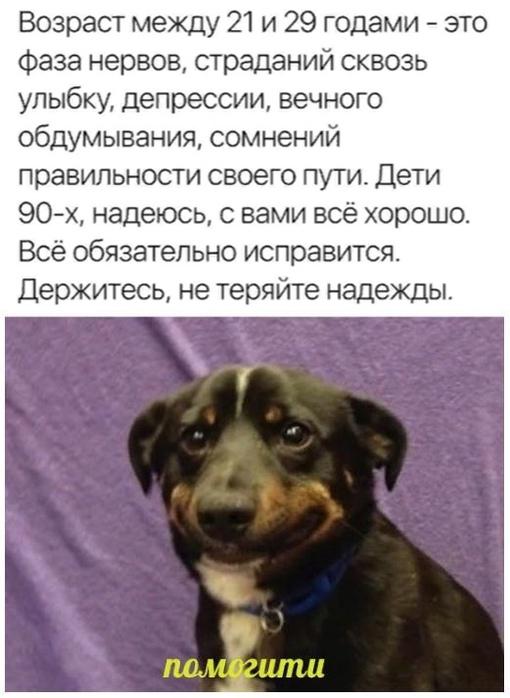 Возраст между 21 и 29 годами - это
фаза нервов, страданий сквозь
улыбку, депрессии, вечного
обдумывания, сомнений
правильности своего пути. Дети
90-х, надеюсь, с вами всё хорошо.
Всё обязательно исправится.
Держитесь, не теряйте надежды.
помогити